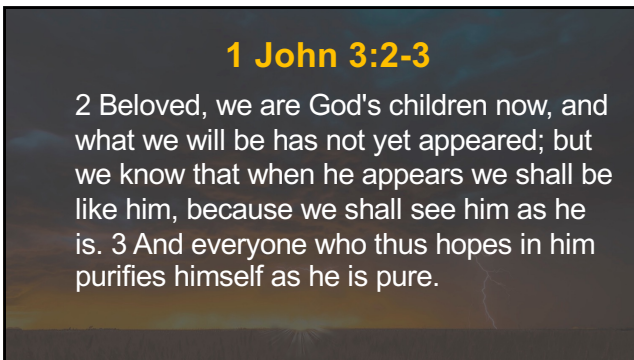 1 John 3:2-3
2 Beloved, we are God's children now, and
what we will be has not yet appeared; but
we know that when he appears we shall be
like him, because we shall see him as he
is. 3 And everyone who thus hopes in him
purifies himself as he is pure.